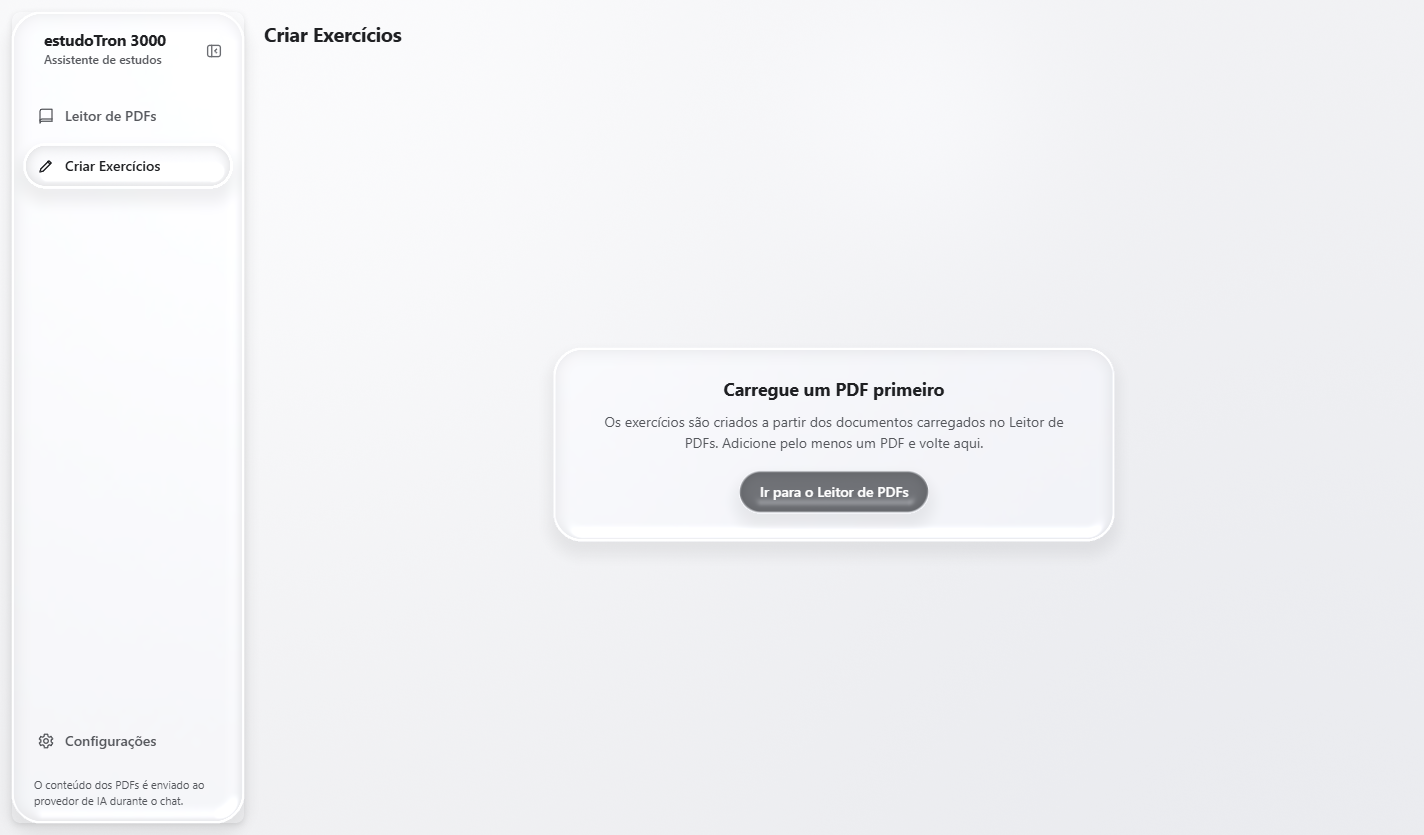 estudoTron 3000
Assistente de estudos
Leitor de PDFs
Criar Exercícios
Configurações
O conteúdo dos PDFs é enviado ao
provedor de IA durante o chat.
Criar Exercícios
Carregue um PDF primeiro
Os exercícios são criados a partir dos documentos carregados no Leitor de
PDFs. Adicione pelo menos um PDF e volte aqui.
Ir para o Leitor de PDFs